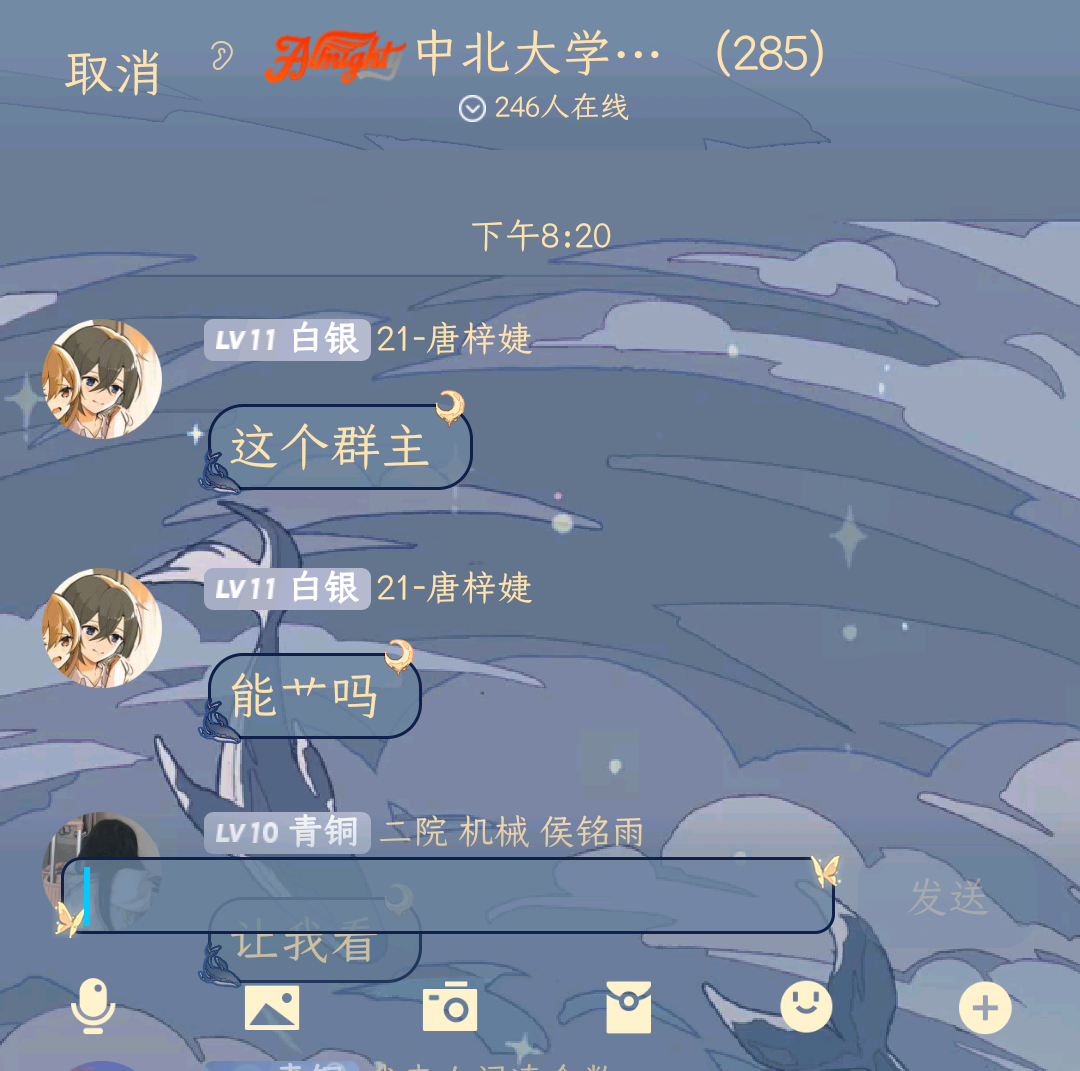 取消
Almight 中北大学… (285)
246人在线
下午8:20
LV11 白银 21-唐梓婕
这个群主
LV11 白银 21-唐梓婕
能艹吗
LV10 青铜 二院 机械 侯铭雨
发送
让我看
青铜